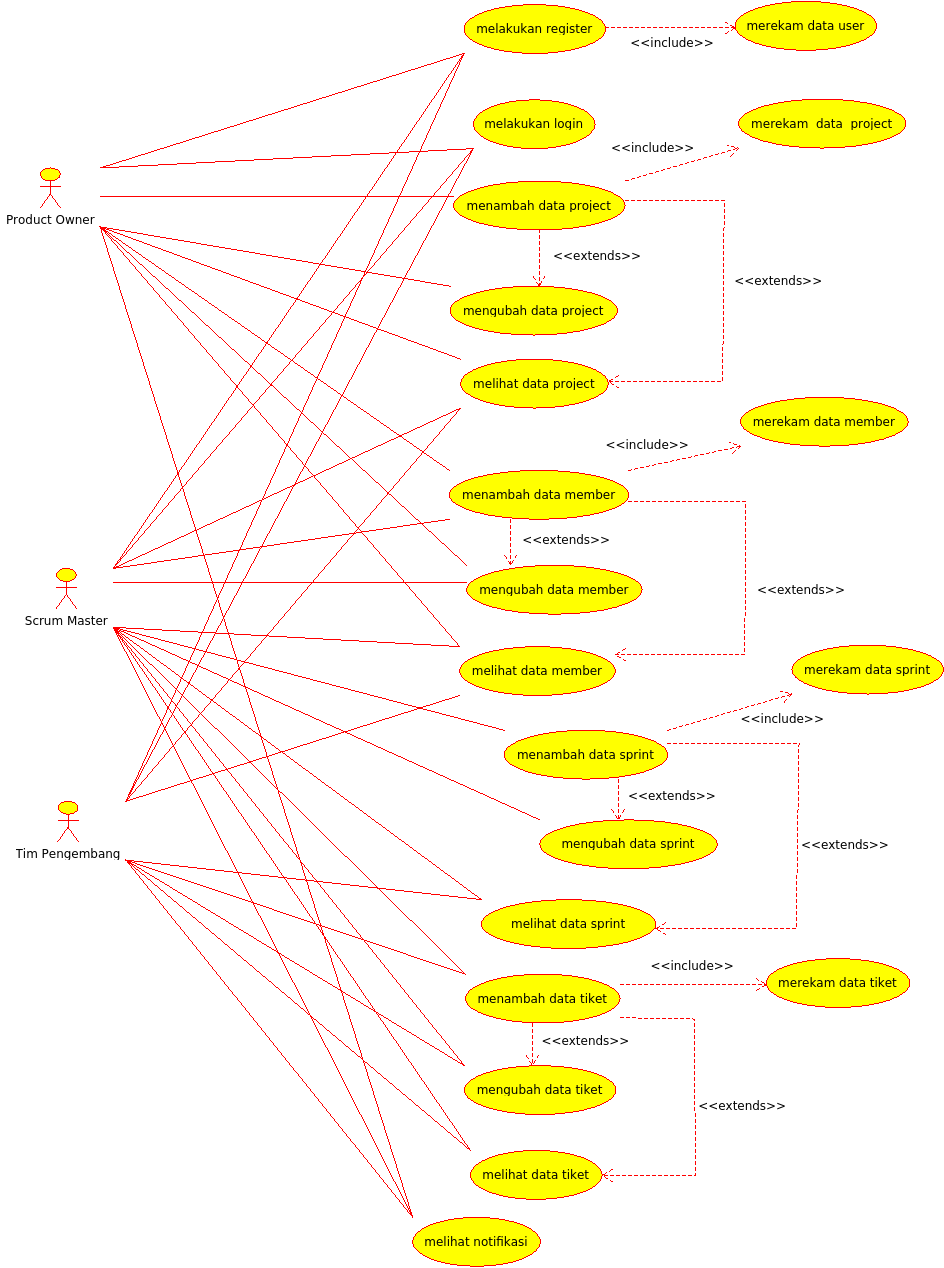 melakukan register
merekam data user
<<include>>
melakukan login
merekam  data  project
<<include>>
Product Owner
menambah data project
<<extends>>
<<extends>>
mengubah data project
melihat data project
merekam data member
<<include>>
menambah data member
<<extends>>
mengubah data member
<<extends>>
Scrum Master
melihat data member
merekam data sprint
<<include>>
menambah data sprint
<<extends>>
mengubah data sprint
<<extends>>
Tim Pengembang
melihat data sprint
<<include>>
merekam data tiket
menambah data tiket
<<extends>>
mengubah data tiket
<<extends>>
melihat data tiket
melihat notifikasi